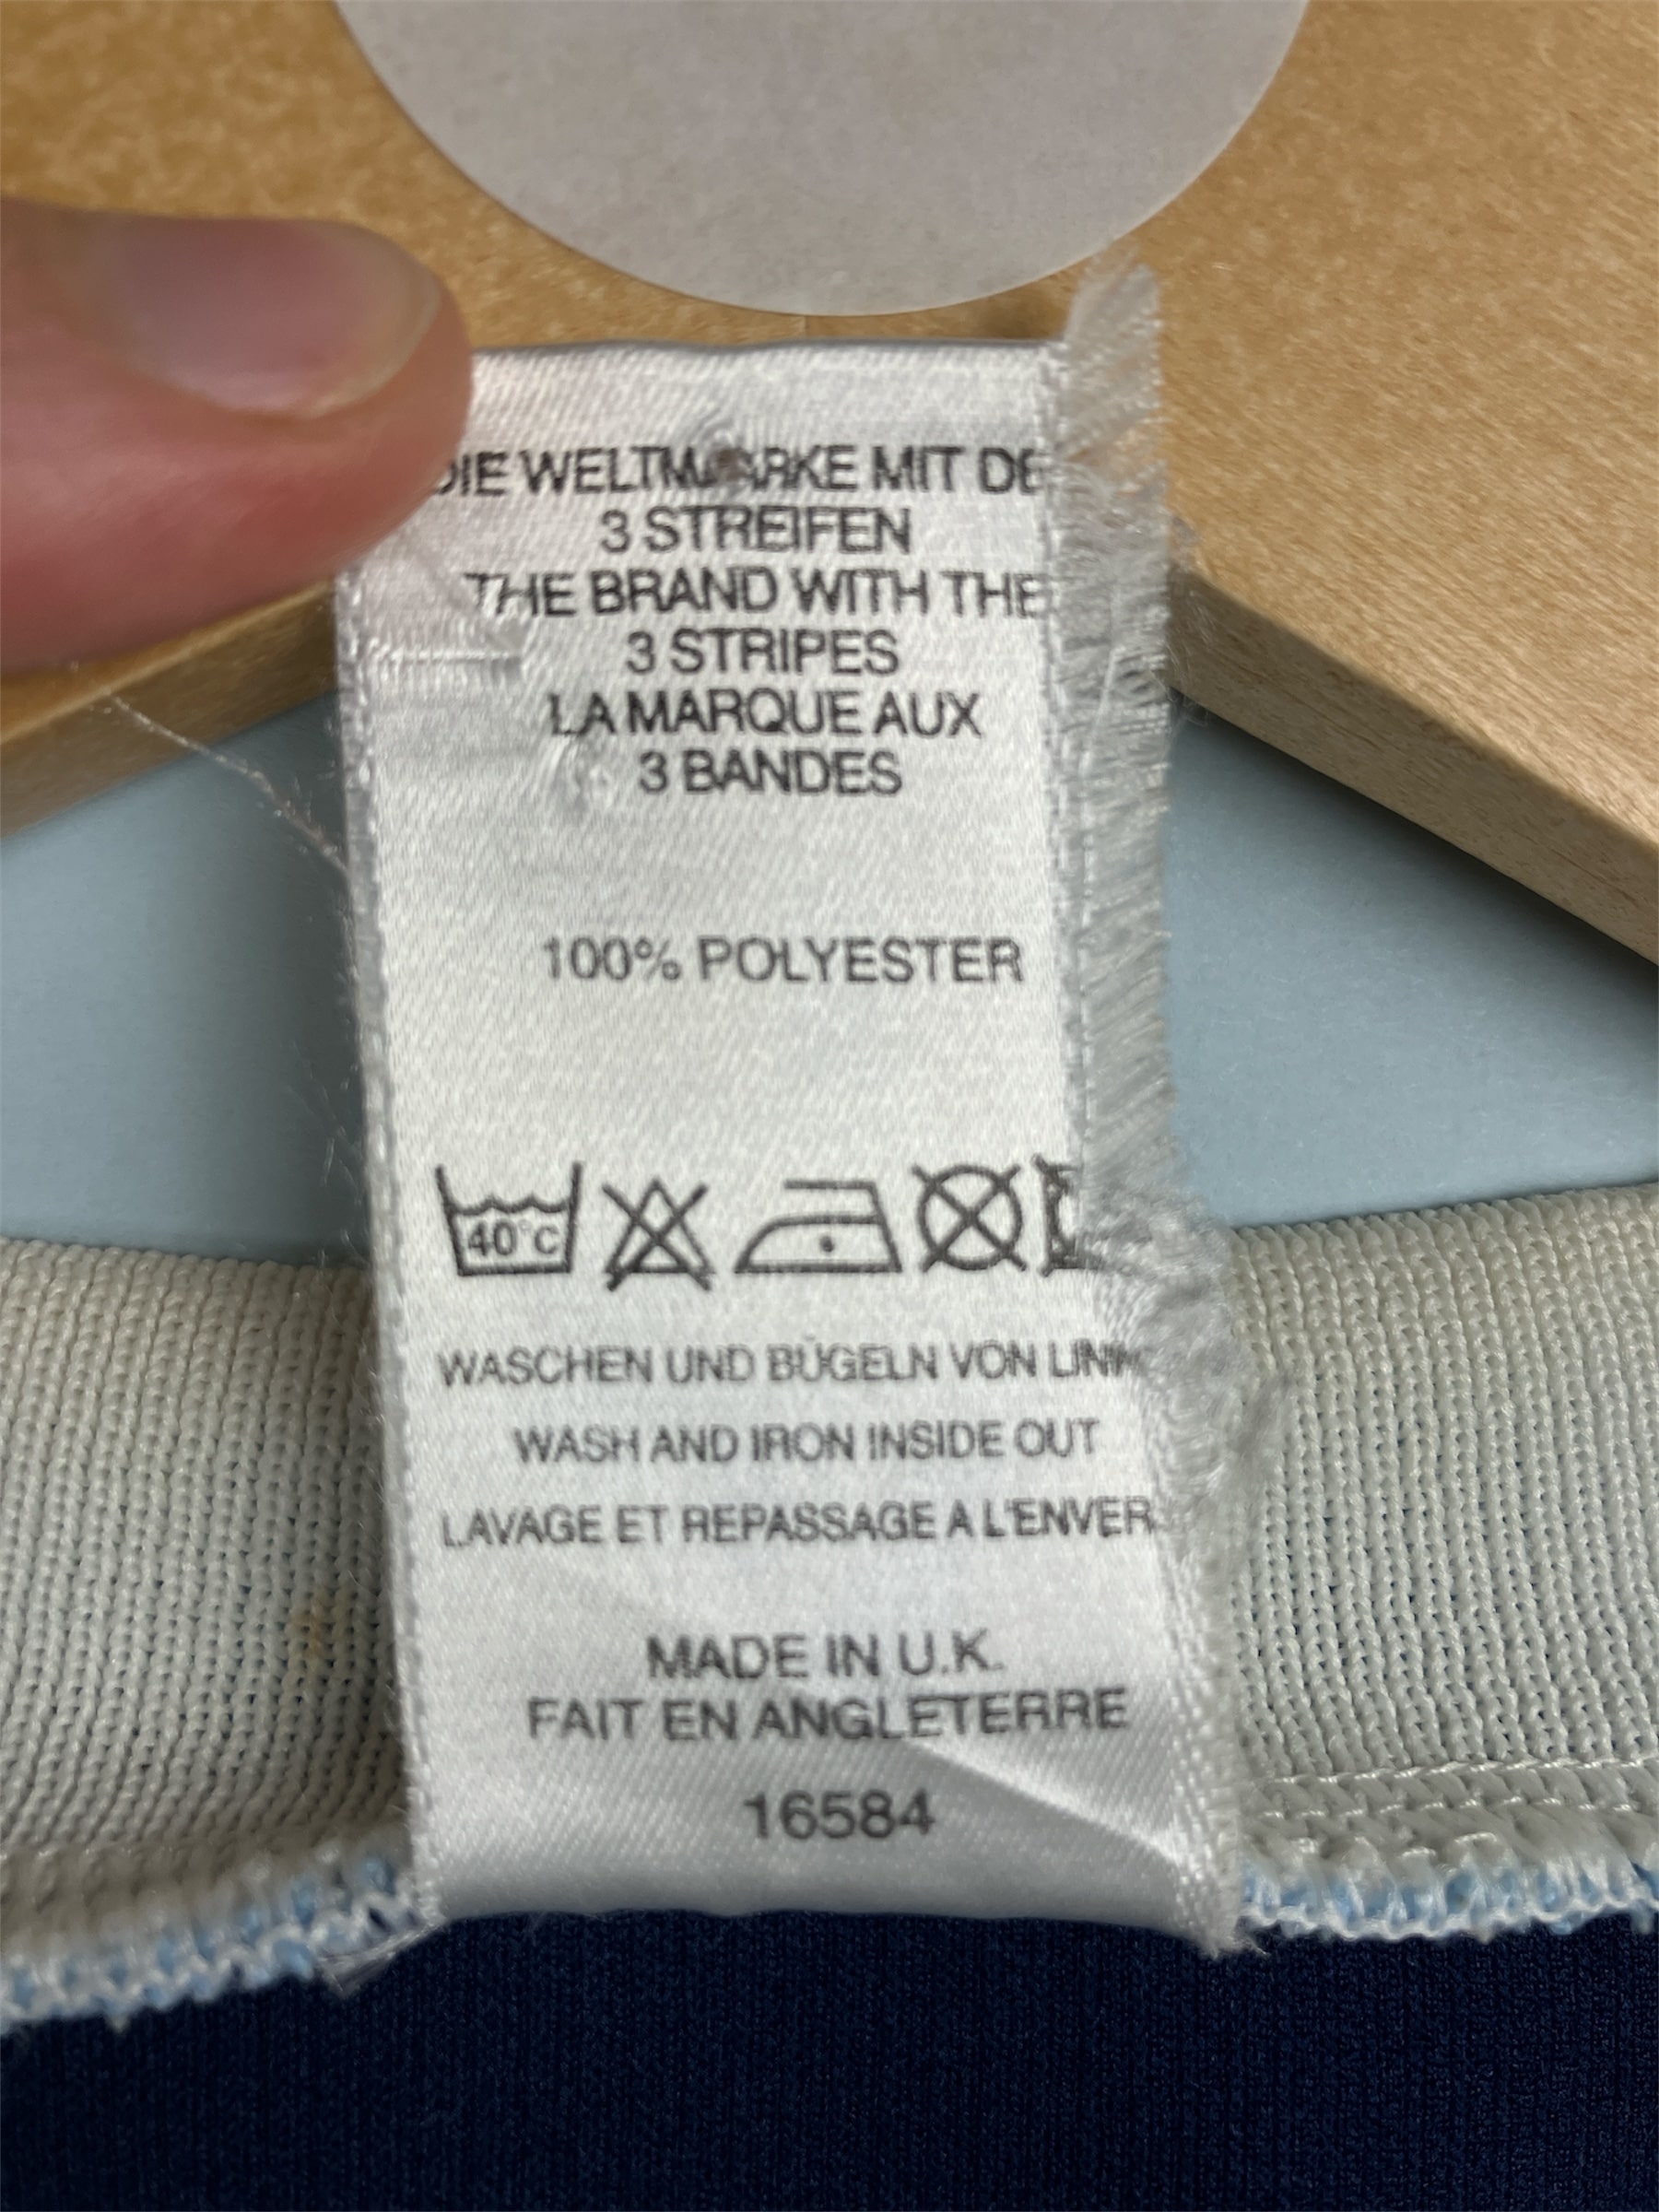 DIE WELTMARKE MIT DE
3 STREIFEN
THE BRAND WITH THE
3 STRIPES
LA MARQUE AUX
3 BANDES
100% POLYESTER
40°C
WASCHEN UND BÜGELN VON LINK
WASH AND IRON INSIDE OUT
LAVAGE ET REPASSAGE A L'ENVER
MADE IN U.K.
FAIT EN ANGLETERRE
16584